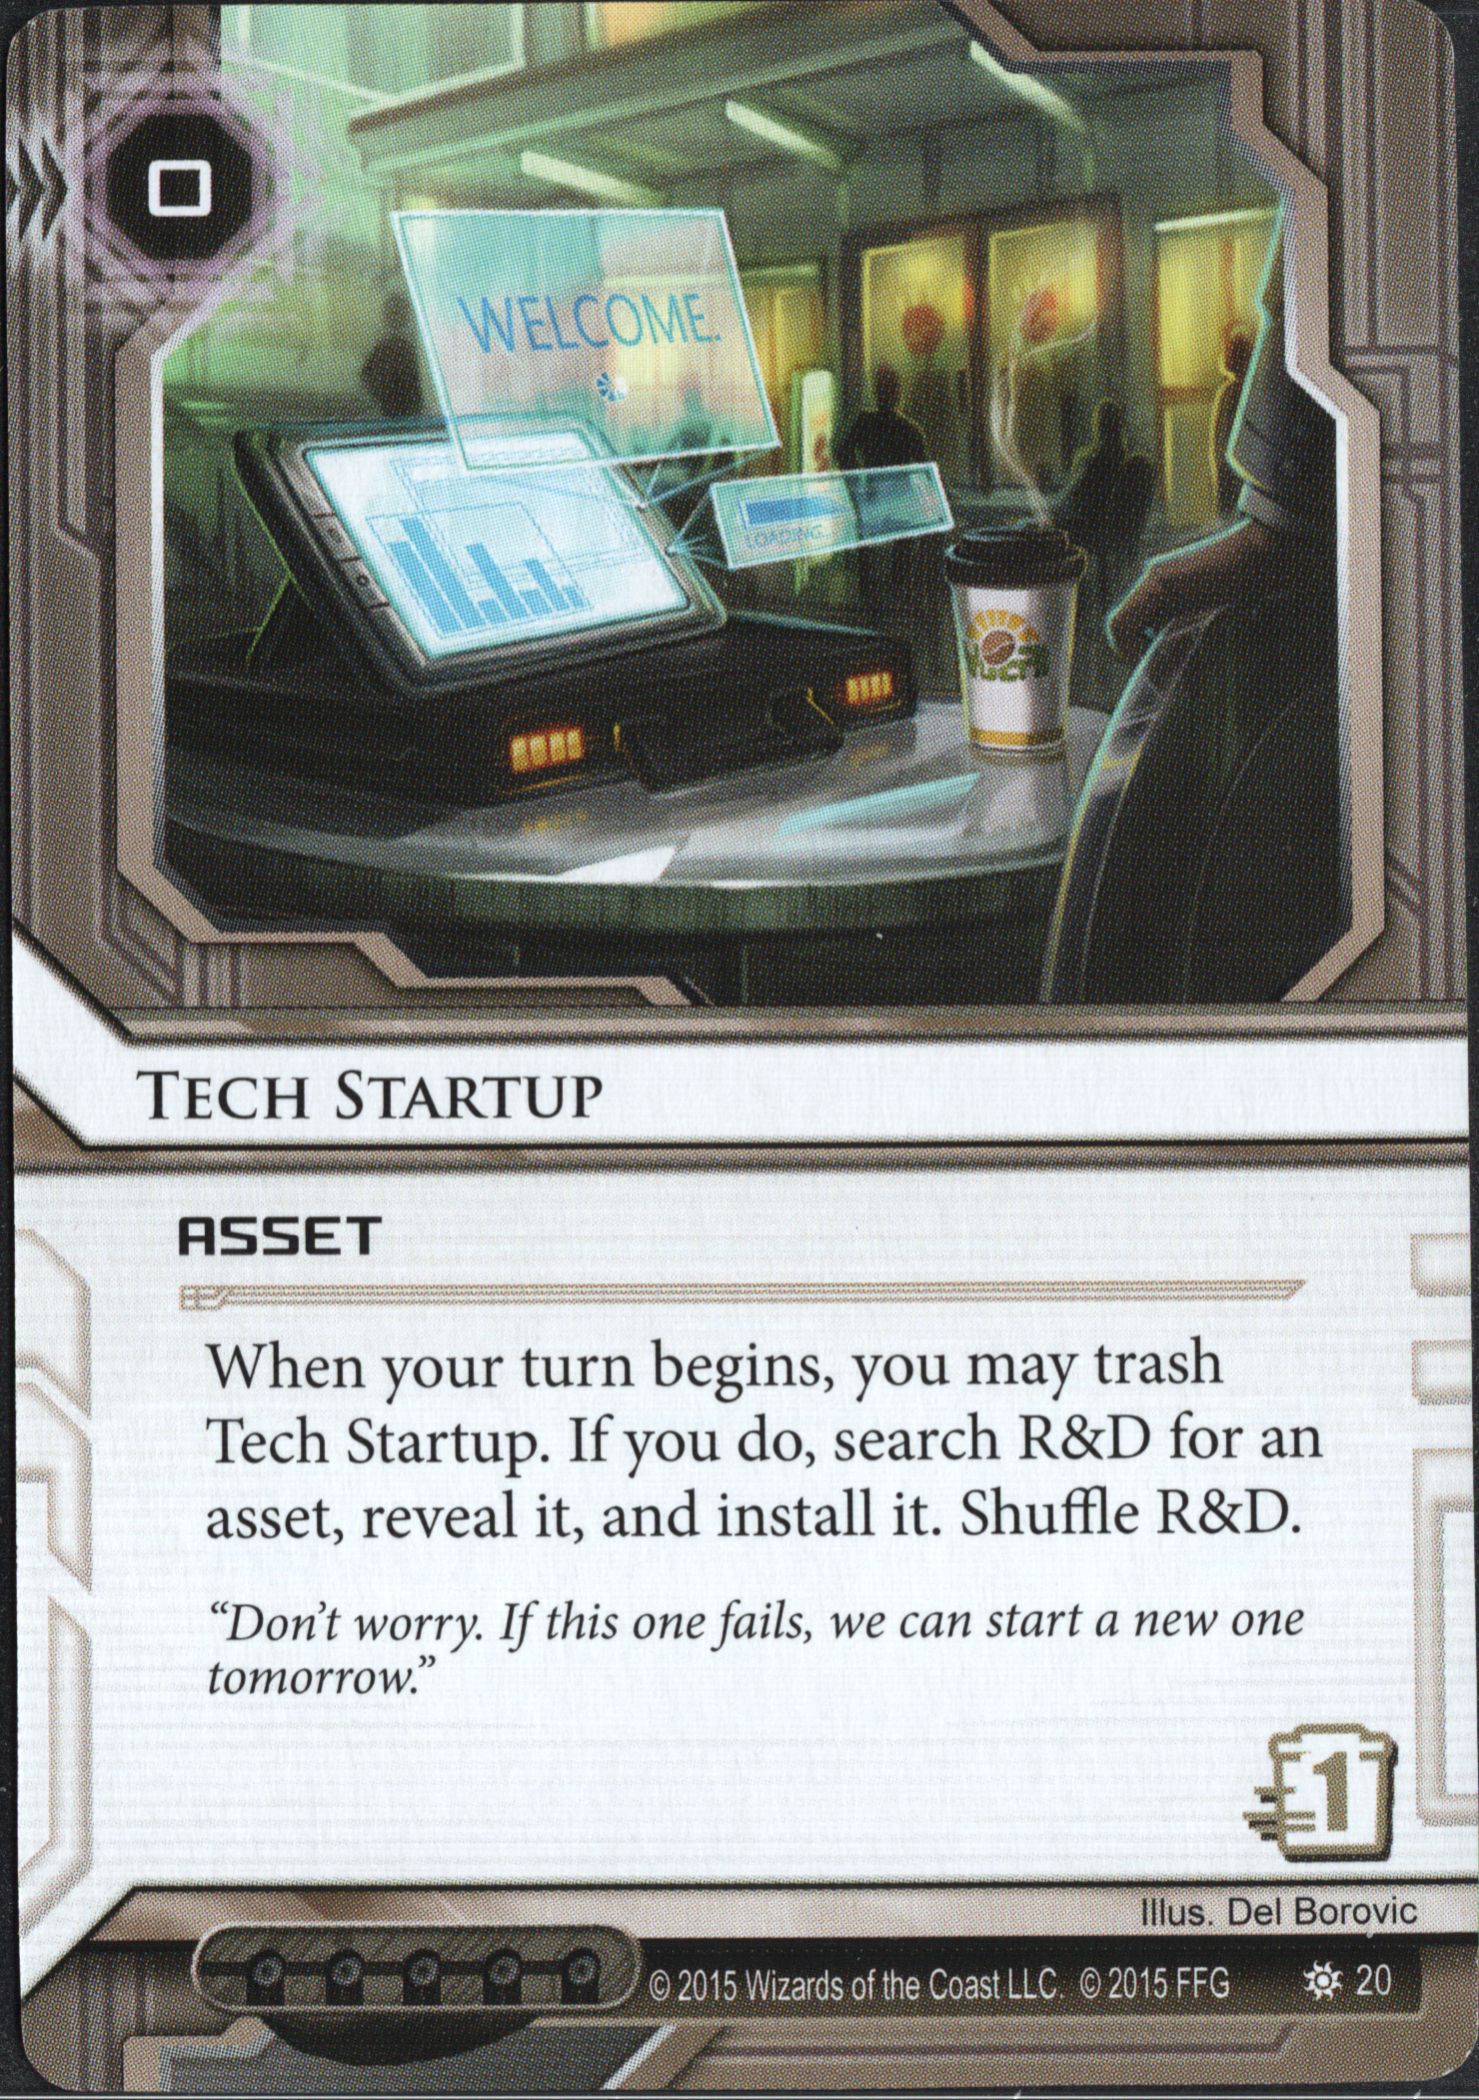 WELCOME.
LOADING...
TECH STARTUP
ASSET
When your turn begins, you may trash
Tech Startup. If you do, search R&D for an
asset, reveal it, and install it. Shuffle R&D.
“Don’t worry. If this one fails, we can start a new one
tomorrow.”
1
Illus. Del Borovic
© 2015 Wizards of the Coast LLC. © 2015 FFG 20